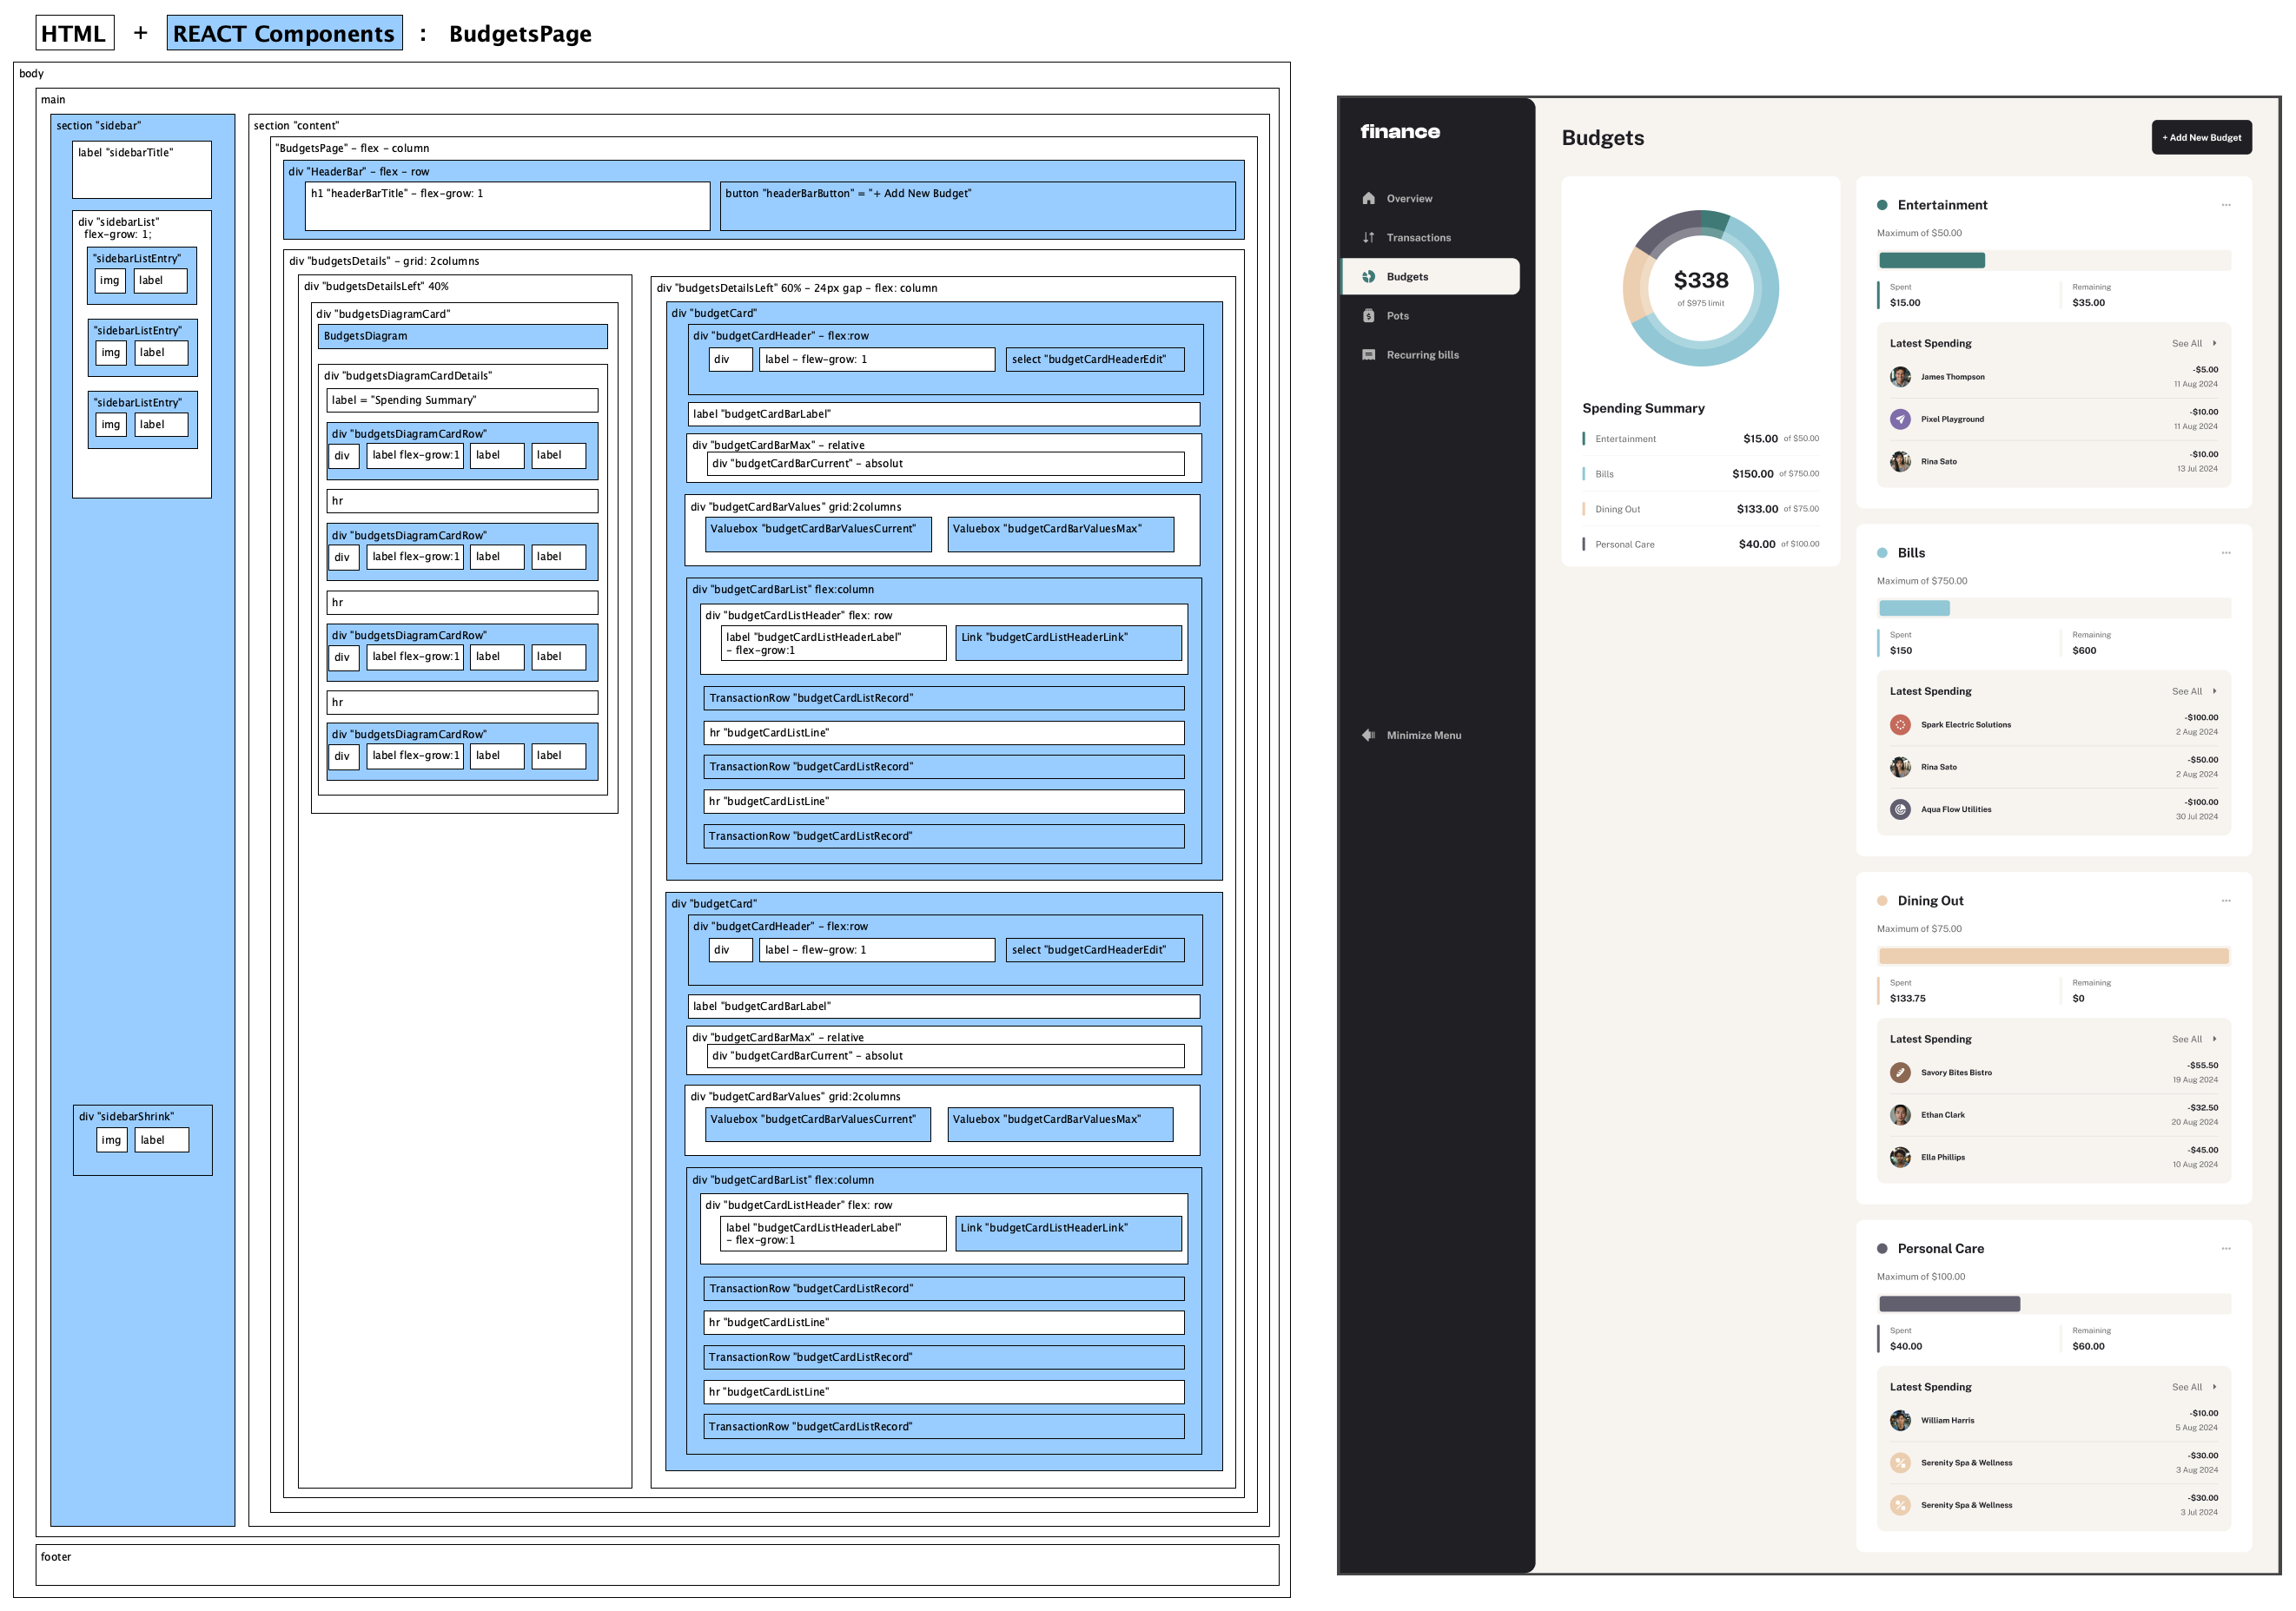 HTML + REACT Components : BudgetsPage
body
main
section "sidebar"
label "sidebarTitle"
div "sidebarList"
flex-grow: 1;
"sidebarListEntry"
img label
"sidebarListEntry"
img label
"sidebarListEntry"
img label
div "sidebarShrink"
img label
section "content"
"BudgetsPage" - flex - column
div "HeaderBar" - flex - row
h1 "headerBarTitle" - flex-grow: 1
button "headerBarButton" = "+ Add New Budget"
div "budgetsDetails" - grid: 2columns
div "budgetsDetailsLeft" 40%
div "budgetsDiagramCard"
BudgetsDiagram
div "budgetsDiagramCardDetails"
label = "Spending Summary"
div "budgetsDiagramCardRow"
div label flex-grow:1 label label
hr
div "budgetsDiagramCardRow"
div label flex-grow:1 label label
hr
div "budgetsDiagramCardRow"
div label flex-grow:1 label label
hr
div "budgetsDiagramCardRow"
div label flex-grow:1 label label
div "budgetsDetailsLeft" 60% - 24px gap - flex: column
div "budgetCard"
div "budgetCardHeader" - flex:row
div label - flew-grow: 1 select "budgetCardHeaderEdit"
label "budgetCardBarLabel"
div "budgetCardBarMax" - relative
div "budgetCardBarCurrent" - absolut
div "budgetCardBarValues" grid:2columns
Valuebox "budgetCardBarValuesCurrent" Valuebox "budgetCardBarValuesMax"
div "budgetCardBarList" flex:column
div "budgetCardListHeader" flex: row
label "budgetCardListHeaderLabel"
- flex-grow:1
Link "budgetCardListHeaderLink"
TransactionRow "budgetCardListRecord"
hr "budgetCardListLine"
TransactionRow "budgetCardListRecord"
hr "budgetCardListLine"
TransactionRow "budgetCardListRecord"
div "budgetCard"
div "budgetCardHeader" - flex:row
div label - flew-grow: 1 select "budgetCardHeaderEdit"
label "budgetCardBarLabel"
div "budgetCardBarMax" - relative
div "budgetCardBarCurrent" - absolut
div "budgetCardBarValues" grid:2columns
Valuebox "budgetCardBarValuesCurrent" Valuebox "budgetCardBarValuesMax"
div "budgetCardBarList" flex:column
div "budgetCardListHeader" flex: row
label "budgetCardListHeaderLabel"
- flex-grow:1
Link "budgetCardListHeaderLink"
TransactionRow "budgetCardListRecord"
hr "budgetCardListLine"
TransactionRow "budgetCardListRecord"
hr "budgetCardListLine"
TransactionRow "budgetCardListRecord"
footer
finance
Overview
Transactions
Budgets
Pots
Recurring bills
Minimize Menu
Budgets
+ Add New Budget
$338
of $975 limit
Spending Summary
Entertainment $15.00 of $50.00
Bills $150.00 of $750.00
Dining Out $133.00 of $75.00
Personal Care $40.00 of $100.00
Entertainment ...
Maximum of $50.00
Spent Remaining
$15.00 $35.00
Latest Spending See All
James Thompson -$5.00
11 Aug 2024
Pixel Playground -$10.00
11 Aug 2024
Rina Sato -$10.00
13 Jul 2024
Bills ...
Maximum of $750.00
Spent Remaining
$150 $600
Latest Spending See All
Spark Electric Solutions -$100.00
2 Aug 2024
Rina Sato -$50.00
2 Aug 2024
Aqua Flow Utilities -$100.00
30 Jul 2024
Dining Out ...
Maximum of $75.00
Spent Remaining
$133.75 $0
Latest Spending See All
Savory Bites Bistro -$55.50
19 Aug 2024
Ethan Clark -$32.50
20 Aug 2024
Ella Phillips -$45.00
10 Aug 2024
Personal Care ...
Maximum of $100.00
Spent Remaining
$40.00 $60.00
Latest Spending See All
William Harris -$10.00
5 Aug 2024
Serenity Spa & Wellness -$30.00
3 Aug 2024
Serenity Spa & Wellness -$30.00
3 Jul 2024